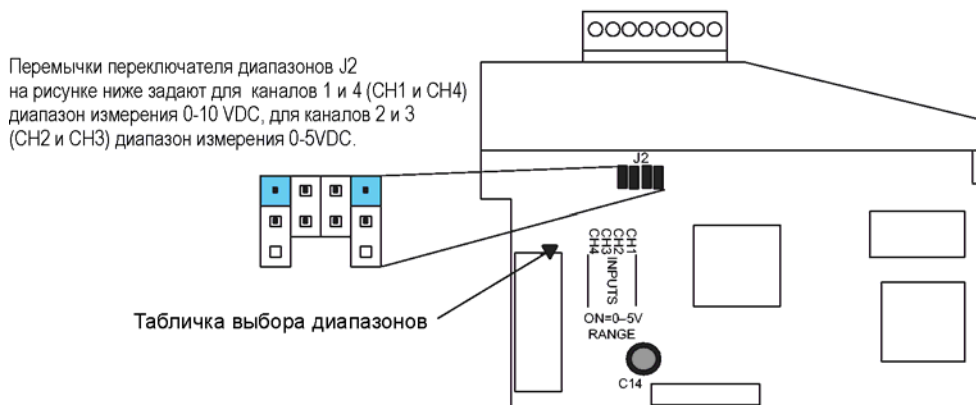 Перемычки переключателя диапазонов J2
на рисунке ниже задают для каналов 1 и 4 (CH1 и CH4)
диапазон измерения 0-10 VDC, для каналов 2 и 3
(CH2 и CH3) диапазон измерения 0-5VDC.
J2
CH4
CH3
CH2
CH1
INPUTS
ON=0–5V
RANGE
Табличка выбора диапазонов
C14